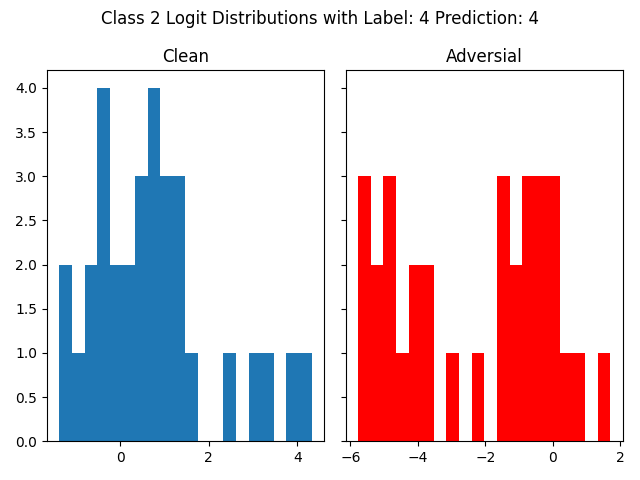 Class 2 Logit Distributions with Label: 4 Prediction: 4
Clean
Adversial
4.0
3.5
3.0
2.5
2.0
1.5
1.0
0.5
0.0
0 2 4
−6 −4 −2 0 2